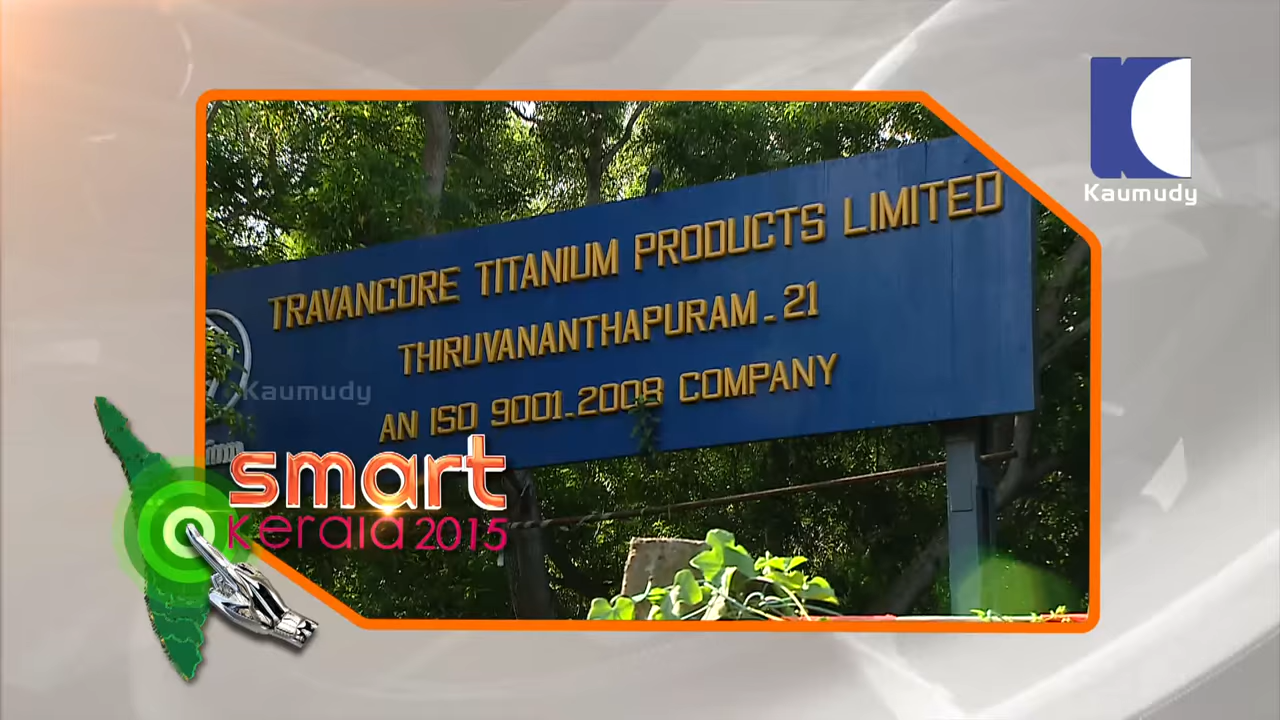 Kaumudy
TRAVANCORE TITANIUM PRODUCTS LIMITED
THIRUVANANTHAPURAM - 21
AN ISO 9001-2008 COMPANY
Kaumudy
smart
Kerala 2015